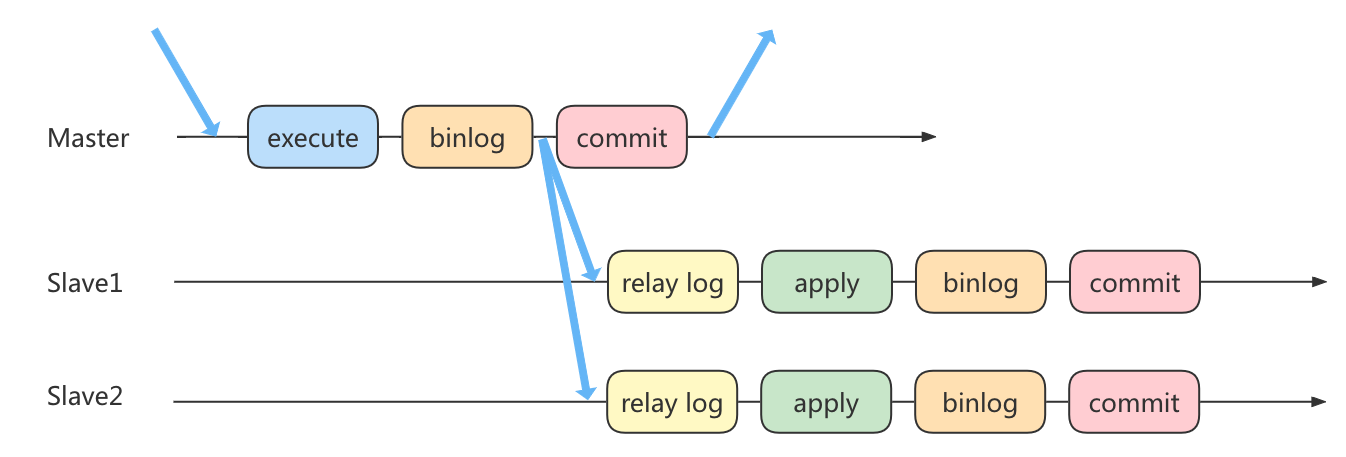 Master execute binlog commit
Slave1 relay log apply binlog commit
Slave2 relay log apply binlog commit